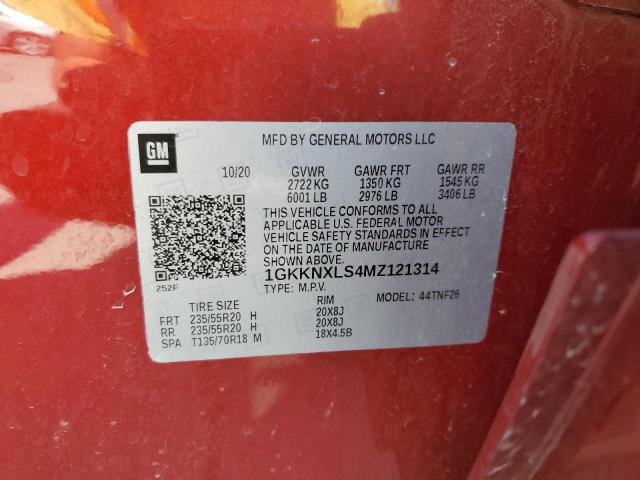 GM
MFD BY GENERAL MOTORS LLC
10/20 GVWR GAWR FRT GAWR RR
2722 KG 1350 KG 1545 KG
6001 LB 2976 LB 3406 LB
THIS VEHICLE CONFORMS TO ALL
APPLICABLE U.S. FEDERAL MOTOR
VEHICLE SAFETY STANDARDS IN EFFECT
ON THE DATE OF MANUFACTURE
SHOWN ABOVE.
1GKKNXLS4MZ121314
252F TYPE: M.P.V. MODEL: 44TNF26
TIRE SIZE RIM
FRT 235/55R20 H 20X8J
RR 235/55R20 H 20X8J
SPA T135/70R18 M 18X4.5B